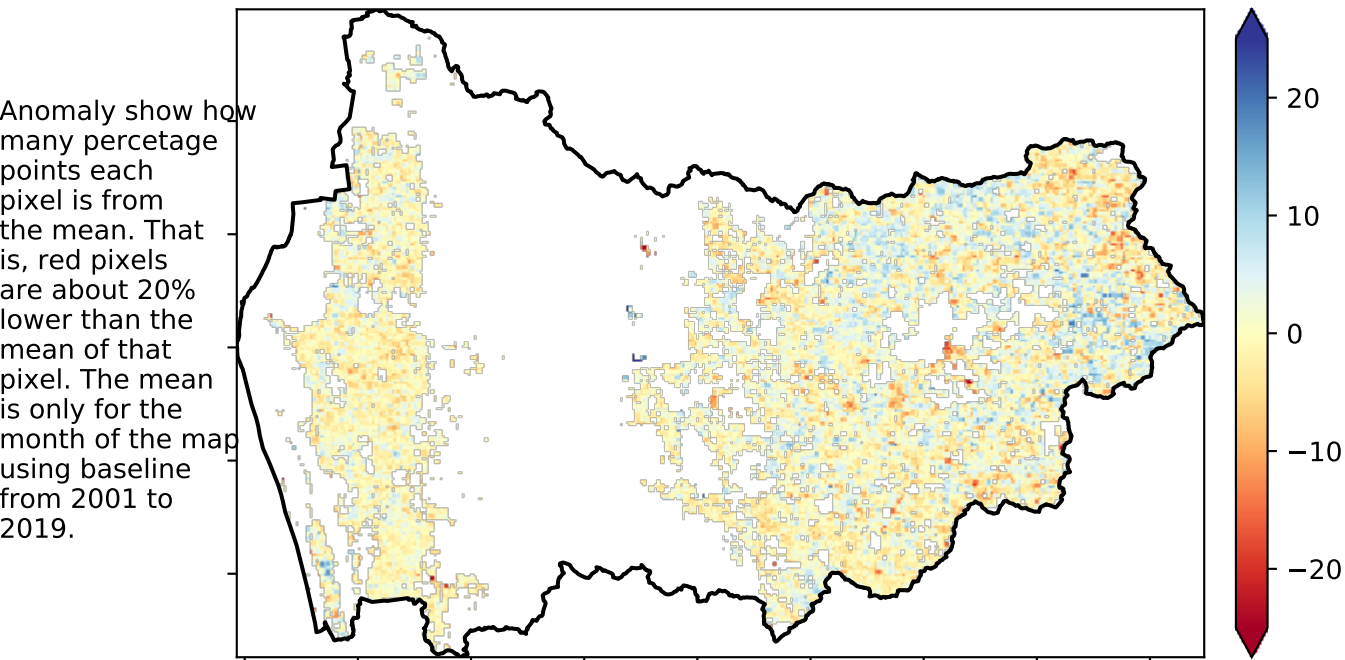 Anomaly show how
many percetage
points each
pixel is from
the mean. That
is, red pixels
are about 20%
lower than the
mean of that
pixel. The mean
is only for the
month of the map
using baseline
from 2001 to
2019.
20
10
0
−10
−20